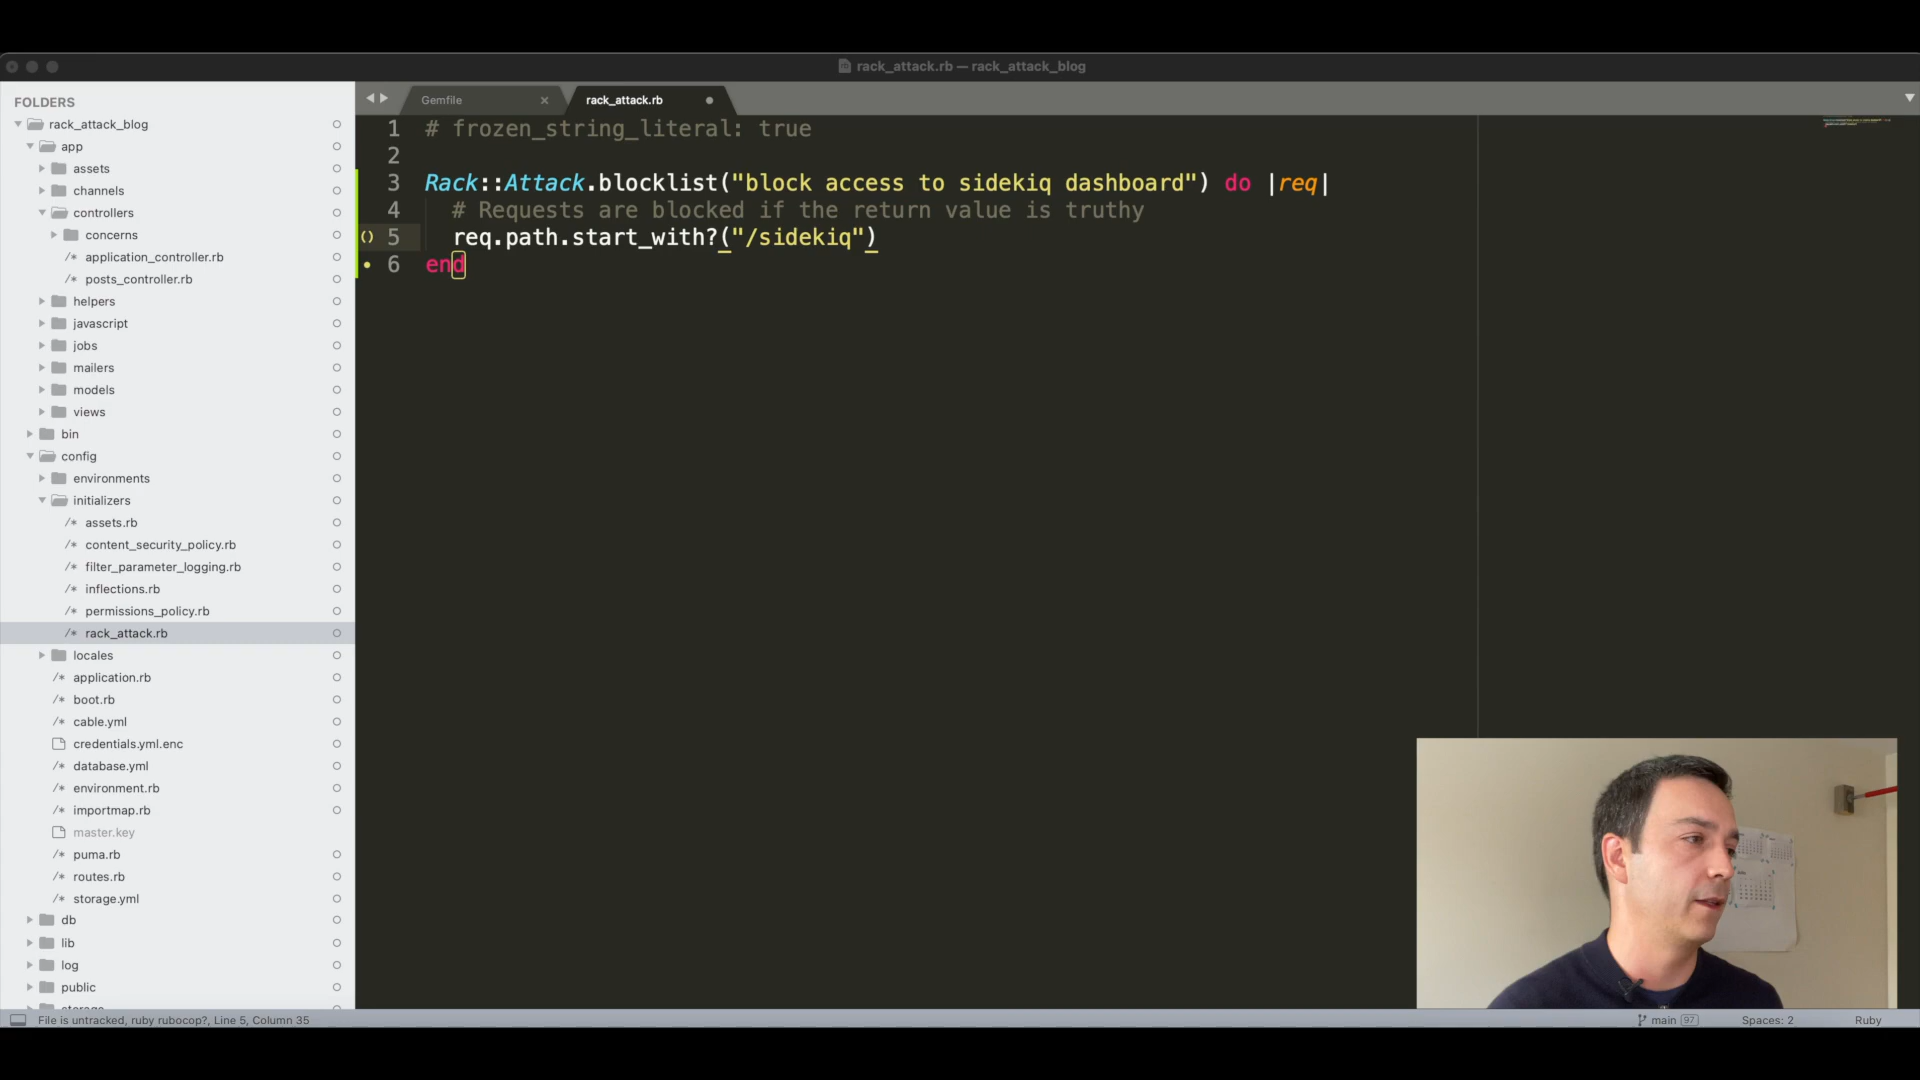 rack_attack.rb — rack_attack_blog
FOLDERS
rack_attack_blog
app
assets
channels
controllers
concerns
application_controller.rb
posts_controller.rb
helpers
javascript
jobs
mailers
models
views
bin
config
environments
initializers
/* assets.rb
/* content_security_policy.rb
/* filter_parameter_logging.rb
/* inflections.rb
/* permissions_policy.rb
/* rack_attack.rb
locales
/* application.rb
/* boot.rb
/* cable.yml
credentials.yml.enc
/* database.yml
/* environment.rb
/* importmap.rb
master.key
/* puma.rb
/* routes.rb
/* storage.yml
db
lib
log
public
Gemfile
rack_attack.rb
1 # frozen_string_literal: true
2
3 Rack::Attack.blocklist("block access to sidekiq dashboard") do |req|
4 # Requests are blocked if the return value is truthy
5 req.path.start_with?("/sidekiq")
6 end
File is untracked, ruby rubocop?, Line 5, Column 35
main 97
Spaces: 2
Ruby